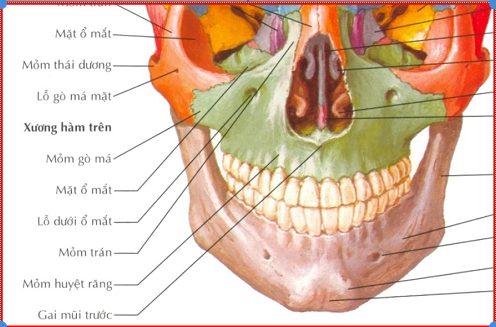 Mặt ổ mắt
Mỏm thái dương
Lỗ gò má mặt
Xương hàm trên
Mỏm gò má
Mặt ổ mắt
Lỗ dưới ổ mắt
Mỏm trán
Mỏm huyệt răng
Gai mũi trước